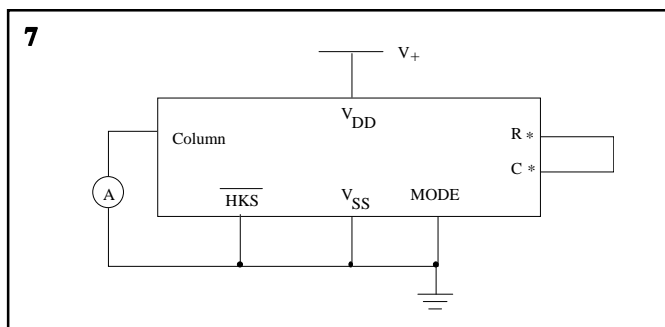 7
V+
VDD
Column
R *
C *
A
HKS
VSS
MODE